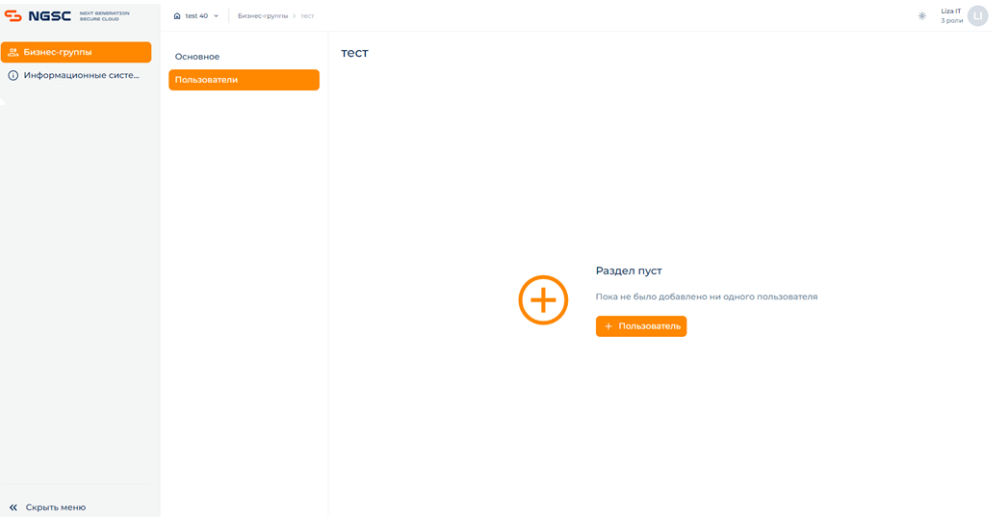 NGSC NEXT GENERATION
SECURE CLOUD
test 40
Бизнес-группы > тест
Liza IT
3 роли
LI
Бизнес-группы
Информационные систе...
Основное
Пользователи
тест
Раздел пуст
Пока не было добавлено ни одного пользователя
+ Пользователь
Скрыть меню